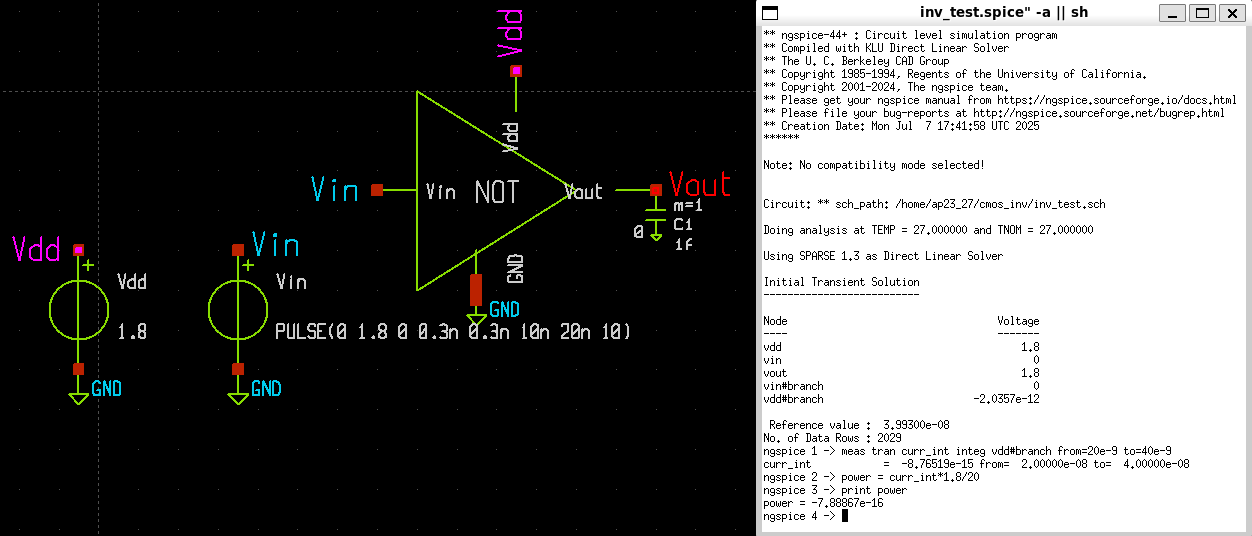 Vdd
Vdd
Vin
Vin
NOT
Vout
Vout
m=1
C1
1f
0
GND
GND
Vdd
Vdd
1.8
GND
Vin
Vin
PULSE(0 1.8 0 0.3n 0.3n 10n 20n 10)
GND
inv_test.spice" -a || sh
** ngspice-44+ : Circuit level simulation program
** Compiled with KLU Direct Linear Solver
** The U. C. Berkeley CAD Group
** Copyright 1985-1994, Regents of the University of California.
** Copyright 2001-2024, The ngspice team.
** Please get your ngspice manual from https://ngspice.sourceforge.io/docs.html
** Please file your bug-reports at http://ngspice.sourceforge.net/bugrep.html
** Creation Date: Mon Jul  7 17:41:58 UTC 2025
******
Note: No compatibility mode selected!
Circuit: ** sch_path: /home/ap23_27/cmos_inv/inv_test.sch
Doing analysis at TEMP = 27.000000 and TNOM = 27.000000
Using SPARSE 1.3 as Direct Linear Solver
Initial Transient Solution
--------------------------
Node Voltage
---- -------
vdd 1.8
vin 0
vout 1.8
vin#branch 0
vdd#branch -2.0357e-12
Reference value :  3.99300e-08
No. of Data Rows : 2029
ngspice 1 -> meas tran curr_int integ vdd#branch from=20e-9 to=40e-9
curr_int            =  -8.76519e-15 from=  2.00000e-08 to=  4.00000e-08
ngspice 2 -> power = curr_int*1.8/20
ngspice 3 -> print power
power = -7.88867e-16
ngspice 4 ->